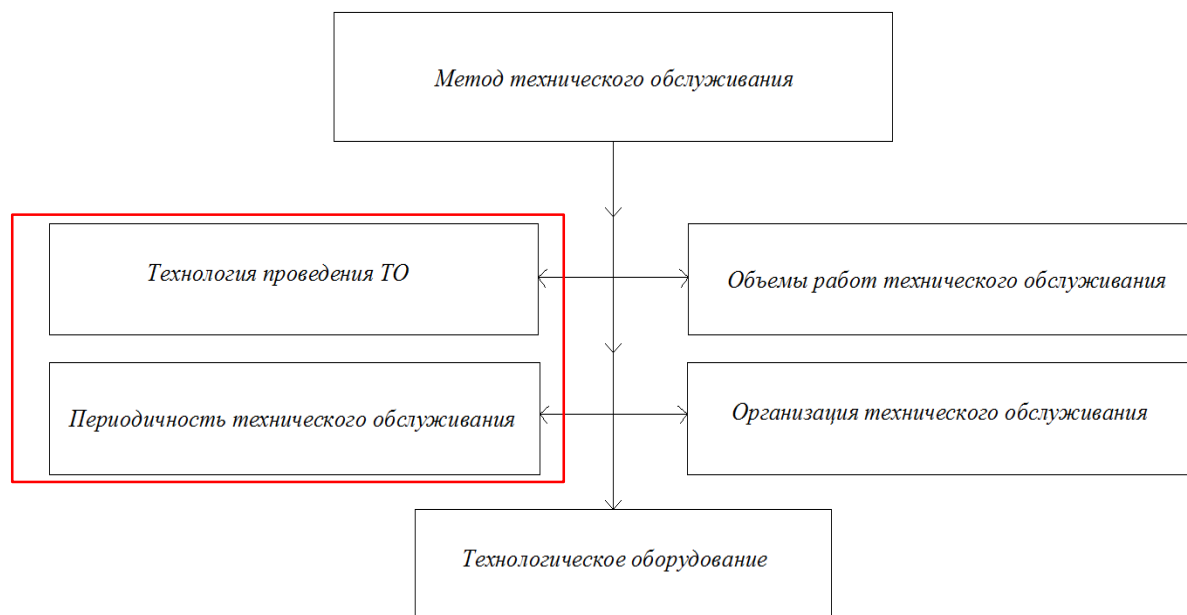 Метод технического обслуживания
Технология проведения ТО
Объемы работ технического обслуживания
Периодичность технического обслуживания
Организация технического обслуживания
Технологическое оборудование